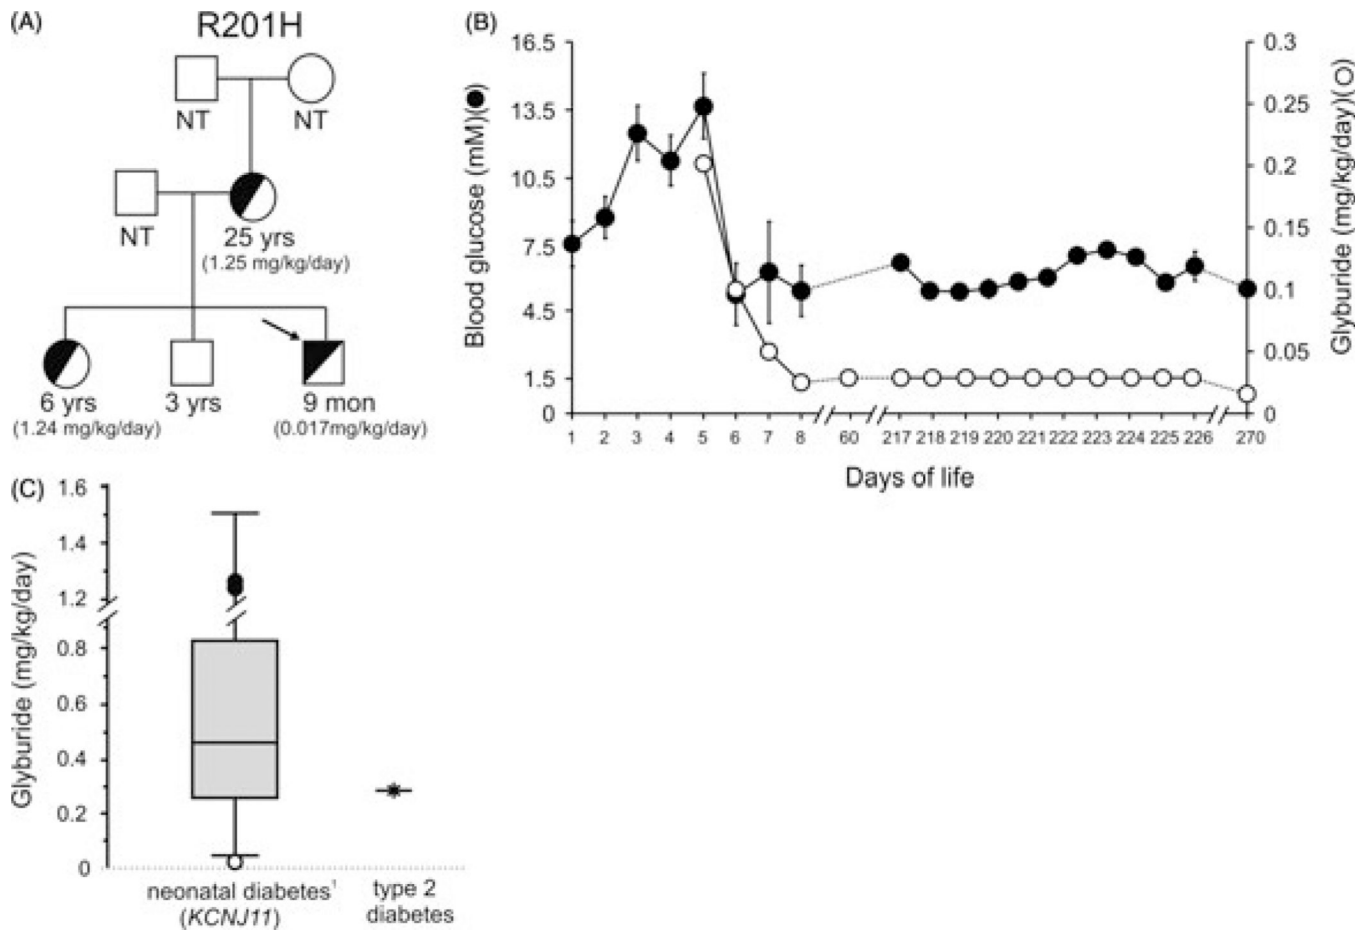 (A)
R201H
NT NT
NT
25 yrs
(1.25 mg/kg/day)
6 yrs 3 yrs 9 mon
(1.24 mg/kg/day) (0.017mg/kg/day)
(B)
Blood glucose (mM)(●)
16.5
13.5
10.5
7.5
4.5
1.5
0
Glyburide (mg/kg/day)(○)
0.3
0.25
0.2
0.15
0.1
0.05
0
1 2 3 4 5 6 7 8 60 217 218 219 220 221 222 223 224 225 226 270
Days of life
(C)
Glyburide (mg/kg/day)
1.6
1.4
1.2
0.8
0.6
0.4
0.2
0
neonatal diabetes¹
(KCNJ11)
type 2
diabetes